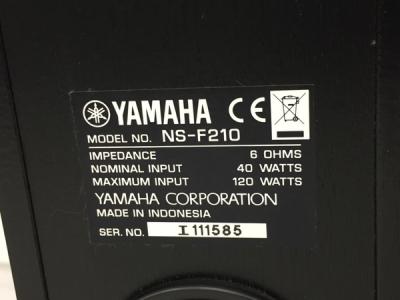 YAMAHA CE
MODEL NO. NS-F210
IMPEDANCE 6 OHMS
NOMINAL INPUT 40 WATTS
MAXIMUM INPUT 120 WATTS
YAMAHA CORPORATION
MADE IN INDONESIA
SER. NO. I 111585